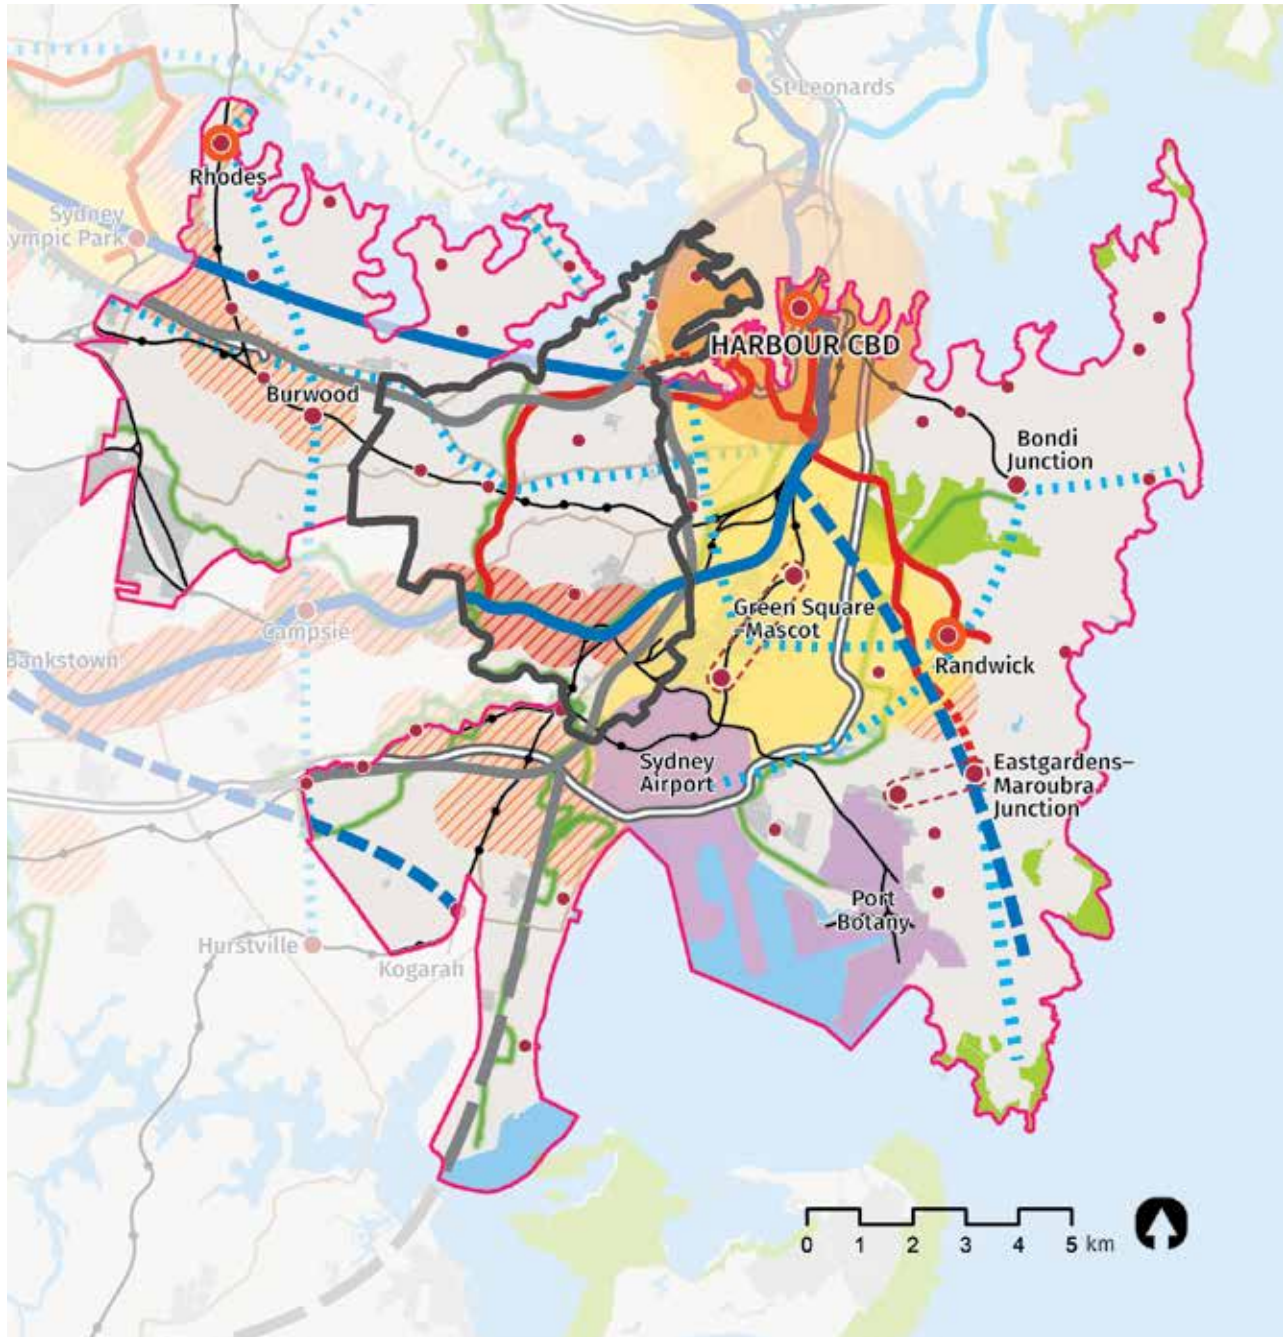 St Leonards
Rhodes
Sydney
ympic Park
HARBOUR CBD
Burwood
Bondi
Junction
Green Square
–Mascot
Campsie
Bankstown
Randwick
Sydney
Airport
Eastgardens–
Maroubra
Junction
Port
Botany
Hurstville
Kogarah
0 1 2 3 4 5 km